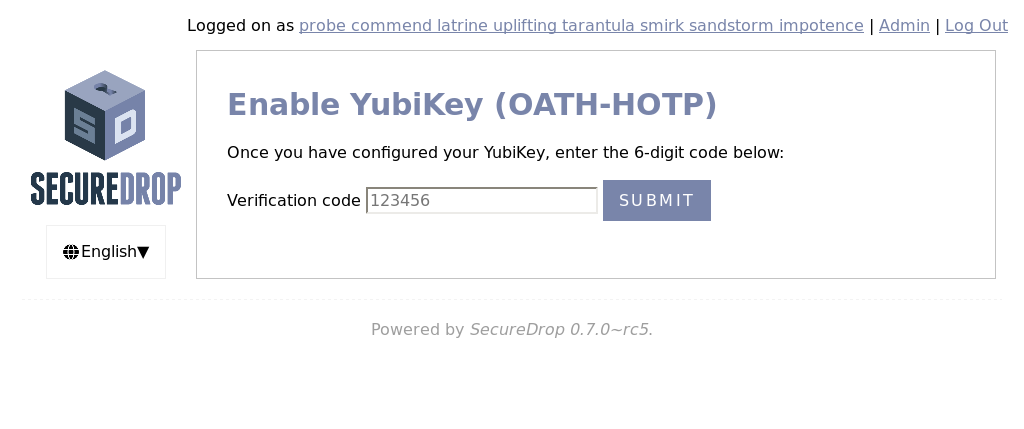 Logged on as probe commend latrine uplifting tarantula smirk sandstorm impotence | Admin | Log Out
SD
SECUREDROP
English▼
Enable YubiKey (OATH-HOTP)
Once you have configured your YubiKey, enter the 6-digit code below:
Verification code 123456 SUBMIT
Powered by SecureDrop 0.7.0~rc5.